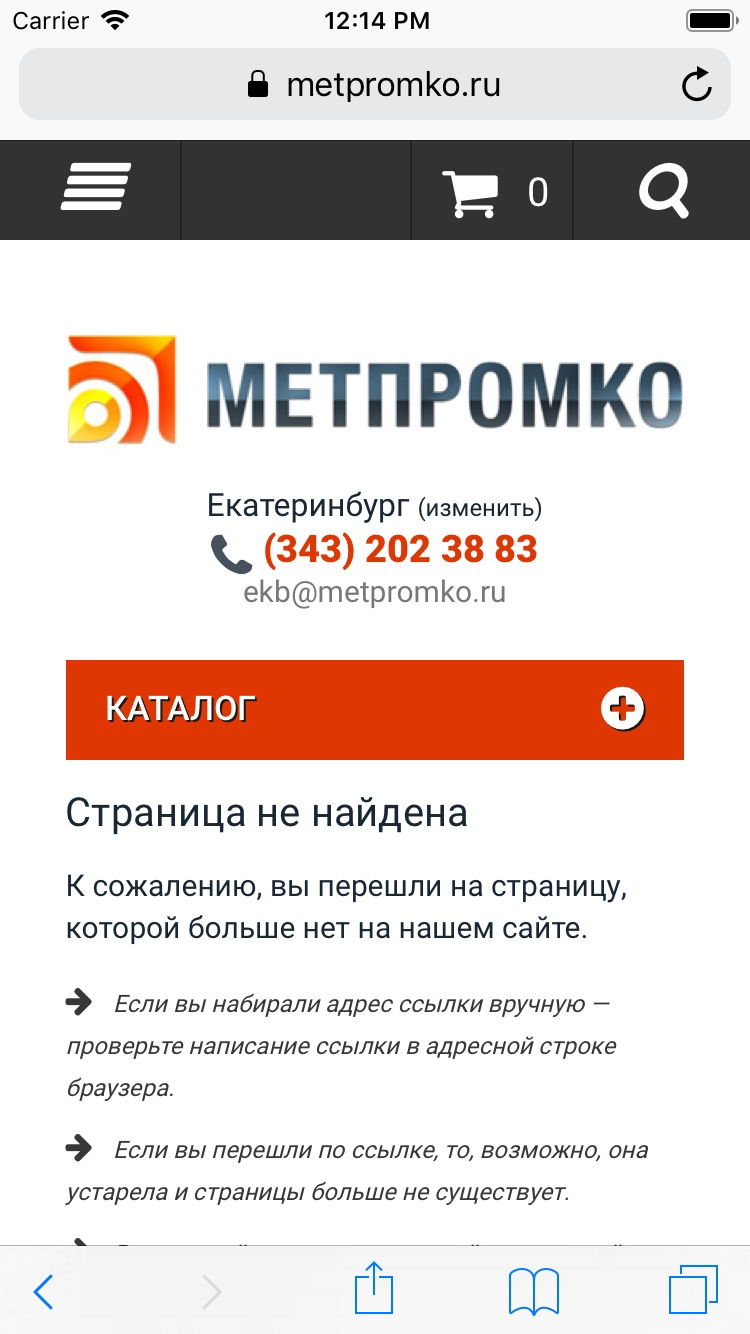 Carrier 12:14 PM
metpromko.ru
0
МЕТПРОМКО
Екатеринбург (изменить)
(343) 202 38 83
ekb@metpromko.ru
КАТАЛОГ
Страница не найдена
К сожалению, вы перешли на страницу,
которой больше нет на нашем сайте.
Если вы набирали адрес ссылки вручную —
проверьте написание ссылки в адресной строке
браузера.
Если вы перешли по ссылке, то, возможно, она
устарела и страницы больше не существует.